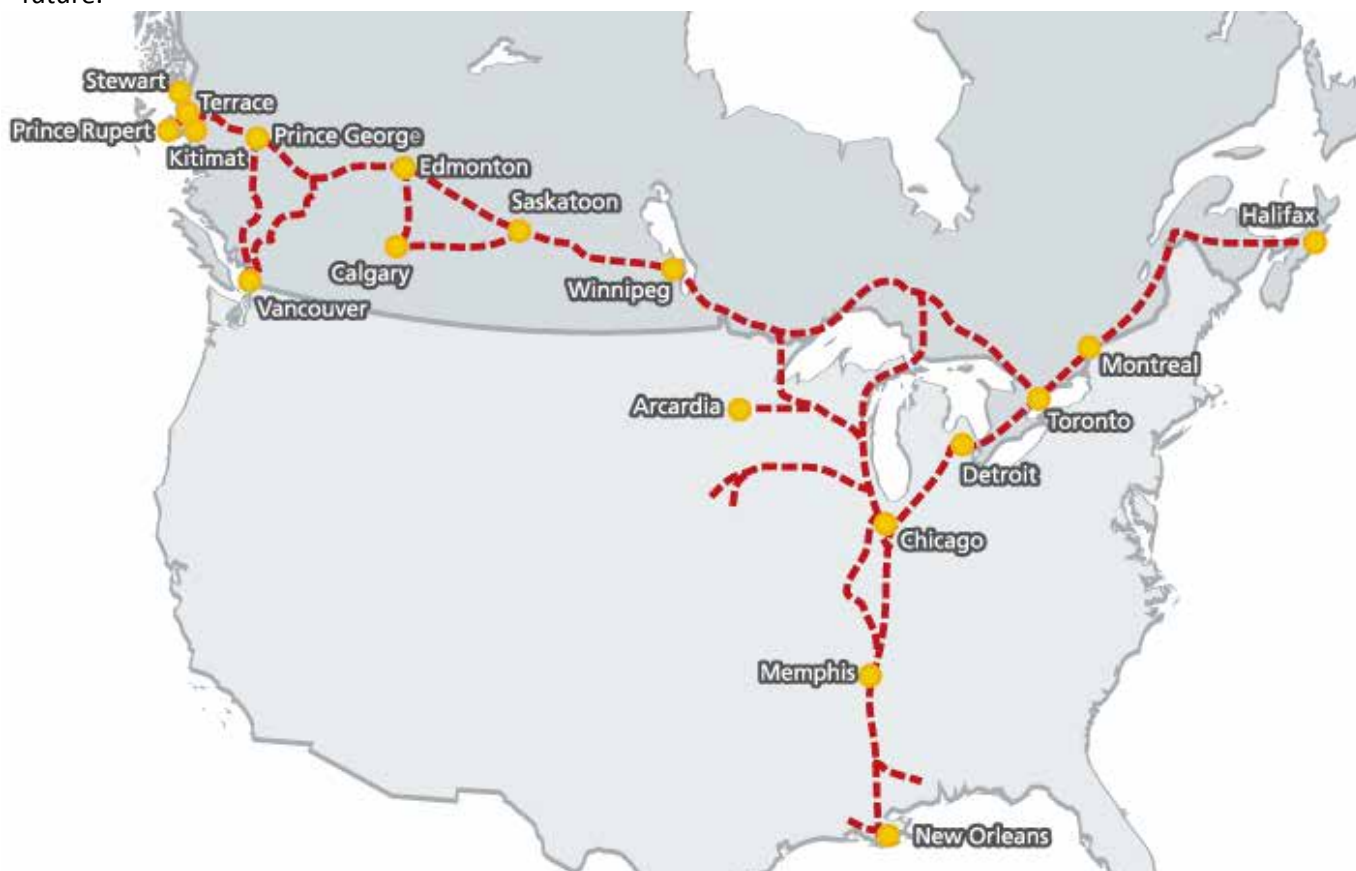 future.
Stewart
Terrace
Prince Rupert
Prince George
Kitimat
Edmonton
Saskatoon
Halifax
Calgary
Winnipeg
Vancouver
Montreal
Arcardia
Toronto
Detroit
Chicago
Memphis
New Orleans